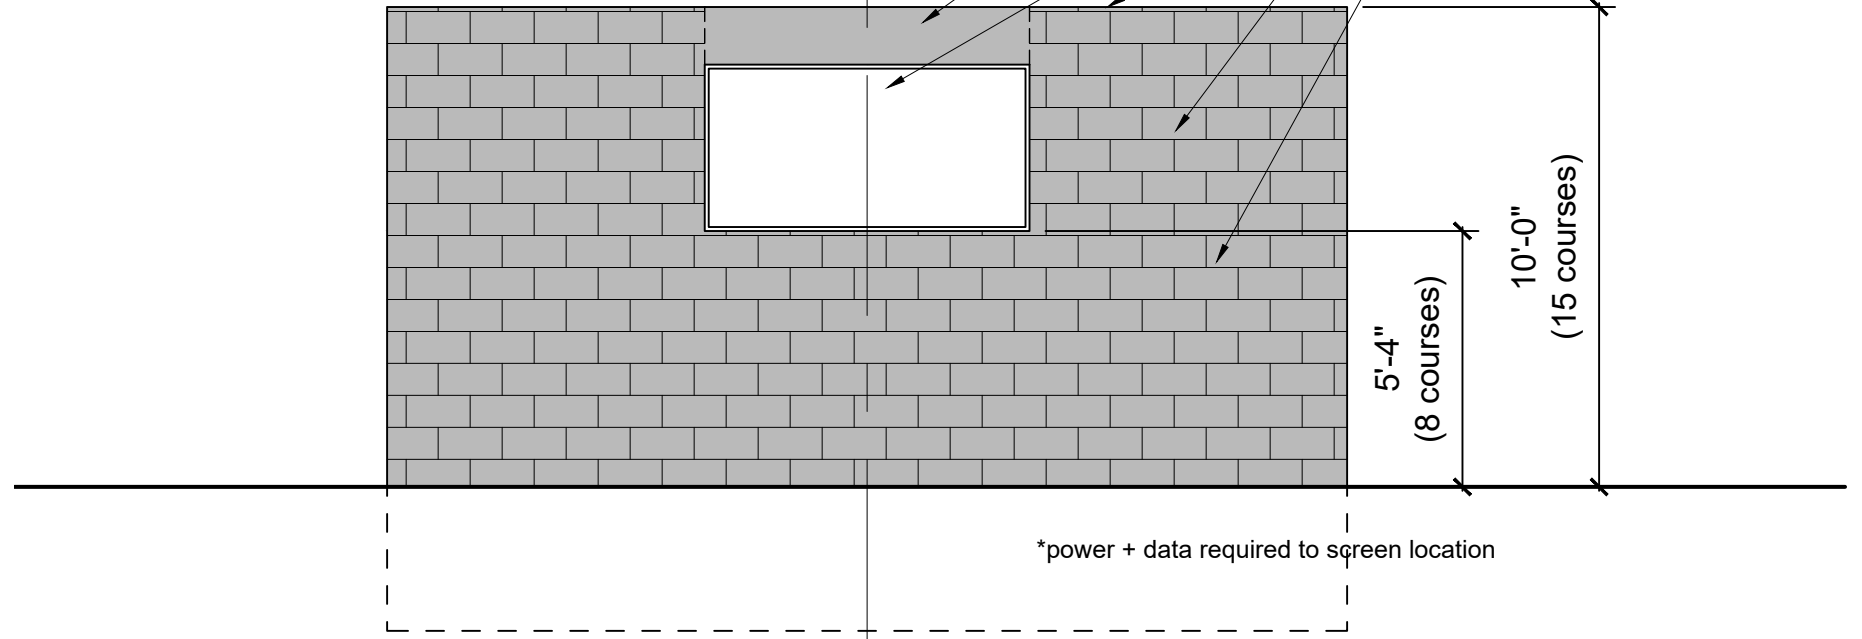 5'-4"
(8 courses)
10'-0"
(15 courses)
*power + data required to screen location